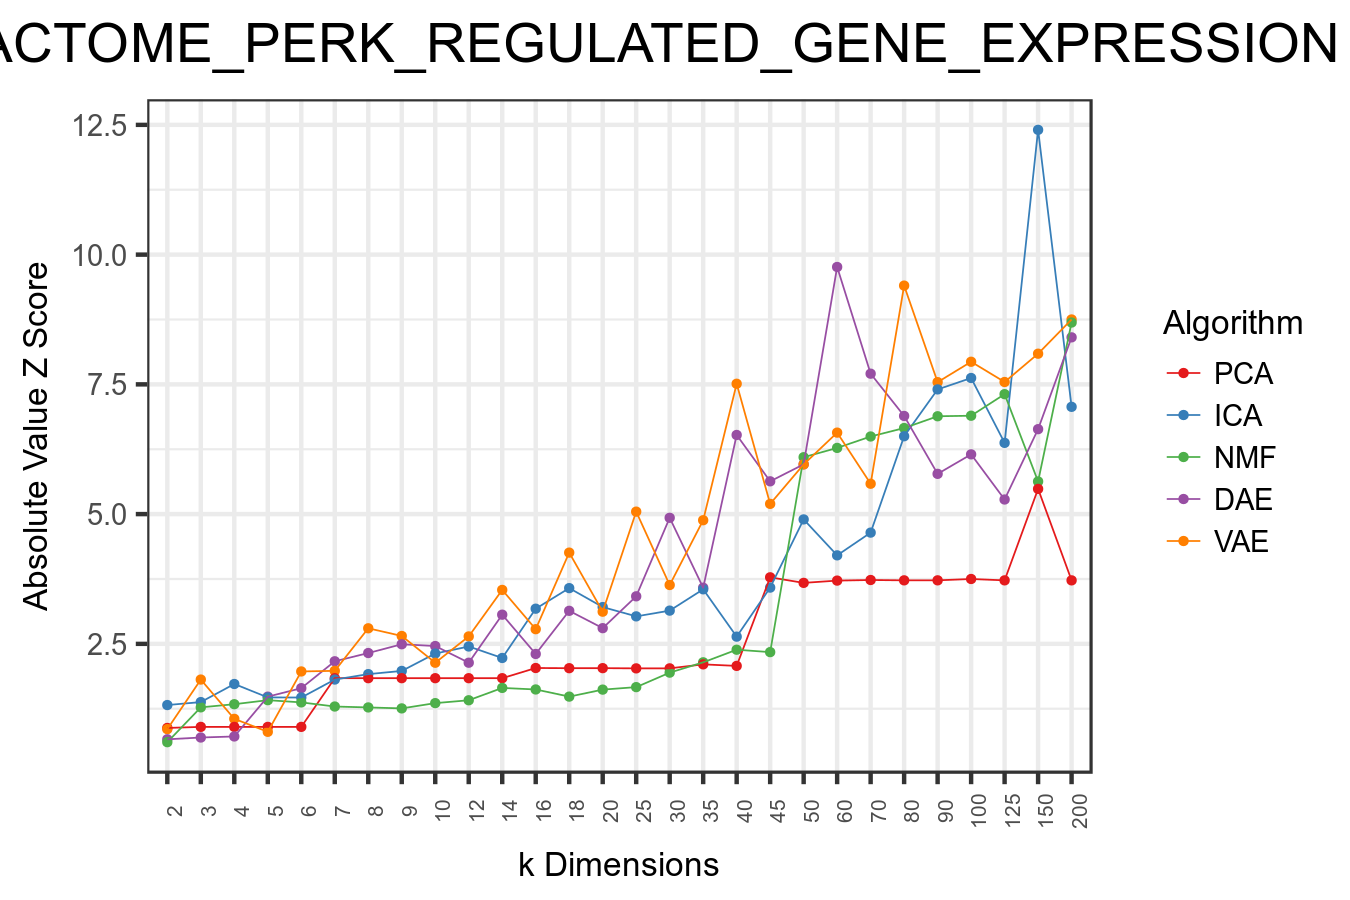 ACTOME_PERK_REGULATED_GENE_EXPRESSION
12.5
10.0
7.5
5.0
2.5
Absolute Value Z Score
2 3 4 5 6 7 8 9 10 12 14 16 18 20 25 30 35 40 45 50 60 70 80 90 100 125 150 200
k Dimensions
Algorithm
PCA
ICA
NMF
DAE
VAE